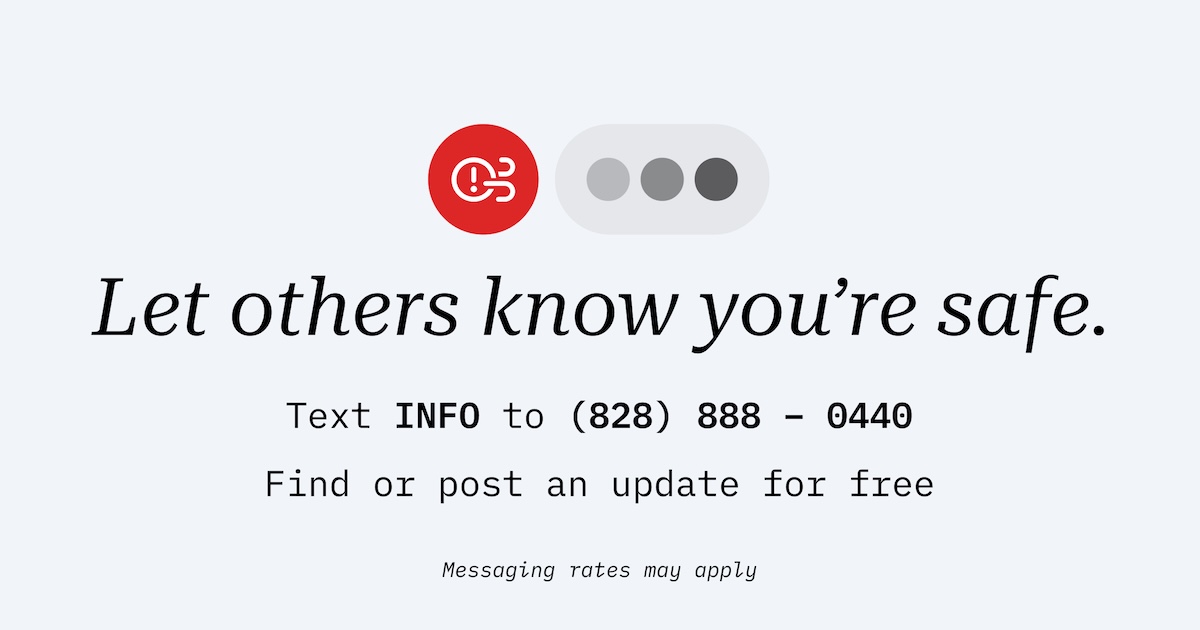 Let others know you’re safe.
Text INFO to (828) 888 – 0440
Find or post an update for free
Messaging rates may apply